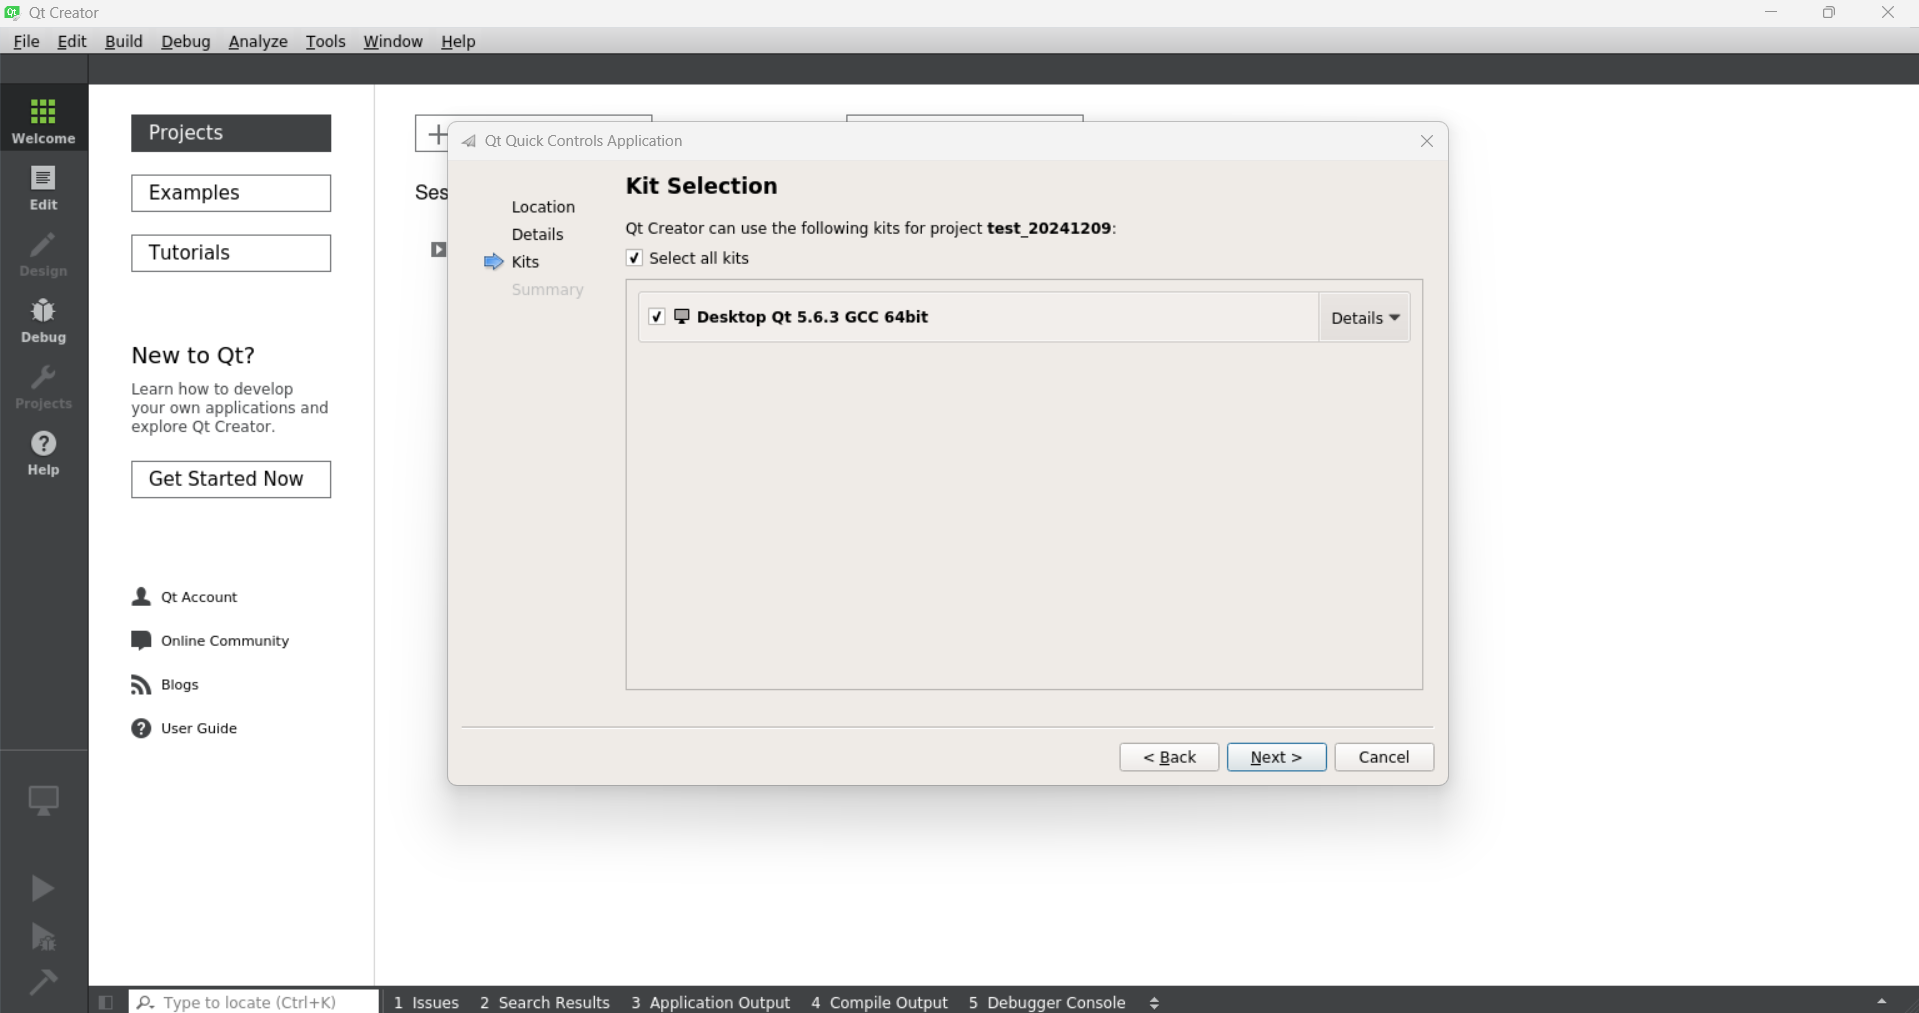 Qt Creator
File Edit Build Debug Analyze Tools Window Help
Welcome
Edit
Design
Debug
Projects
Help
Projects
Examples
Tutorials
New to Qt?
Learn how to develop
your own applications and
explore Qt Creator.
Get Started Now
Qt Account
Online Community
Blogs
User Guide
Ses
Qt Quick Controls Application
Location
Details
Kits
Summary
Kit Selection
Qt Creator can use the following kits for project test_20241209:
Select all kits
Desktop Qt 5.6.3 GCC 64bit
Details
< Back
Next >
Cancel
Type to locate (Ctrl+K)
1 Issues 2 Search Results 3 Application Output 4 Compile Output 5 Debugger Console